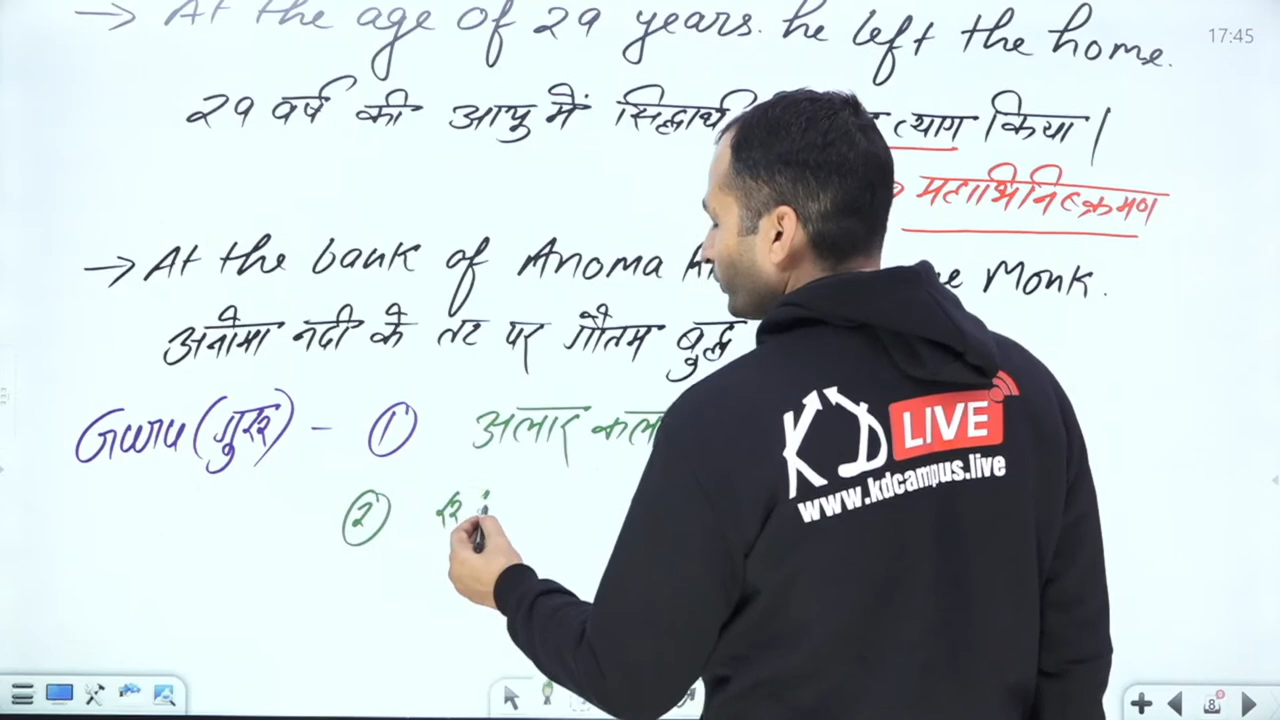 → At the age of 29 years. he left the home.
17:45
29 वर्ष की आयु में सिद्धार्थ त्याग किया |
महाभिनिष्क्रमण
→ At the bank of Anoma Monk.
अनोमा नदी के तट पर गौतम बुद्ध
Guru (गुरु) - ①
अलार
②
KD LIVE
www.kdcampus.live
8